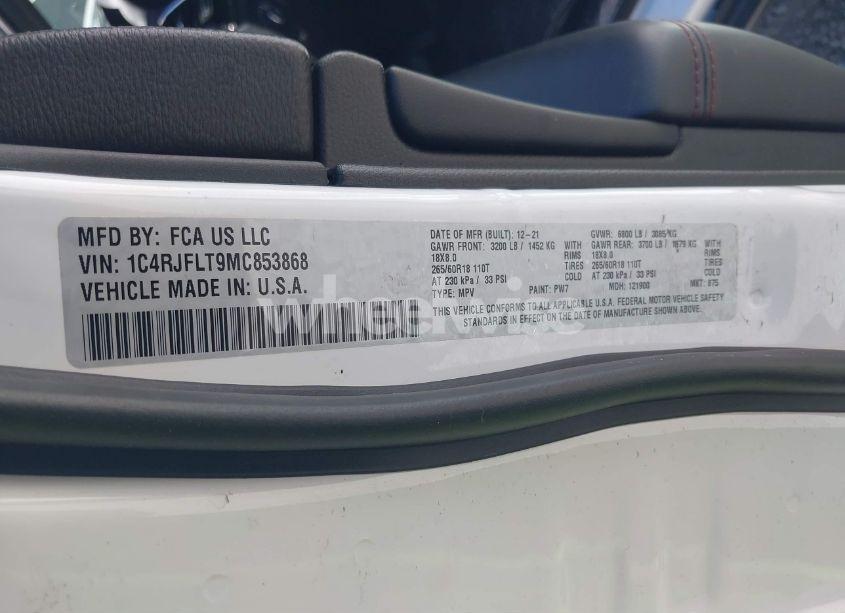 MFD BY: FCA US LLC
VIN: 1C4RJFLT9MC853868
VEHICLE MADE IN: U.S.A.
DATE OF MFR (BUILT): 12-21 GVWR: 6800 LB / 3085 KG
GAWR FRONT: 3200 LB / 1452 KG WITH GAWR REAR: 3700 LB / 1679 KG WITH
18X8.0 RIMS 18X8.0 RIMS
265/60R18 110T TIRES 265/60R18 110T TIRES
AT 230 kPa / 33 PSI COLD AT 230 kPa / 33 PSI COLD
TYPE: MPV PAINT: PW7 MDH: 121900 MKT: 875
THIS VEHICLE CONFORMS TO ALL APPLICABLE U.S.A. FEDERAL MOTOR VEHICLE SAFETY
STANDARDS IN EFFECT ON THE DATE OF MANUFACTURE SHOWN ABOVE.